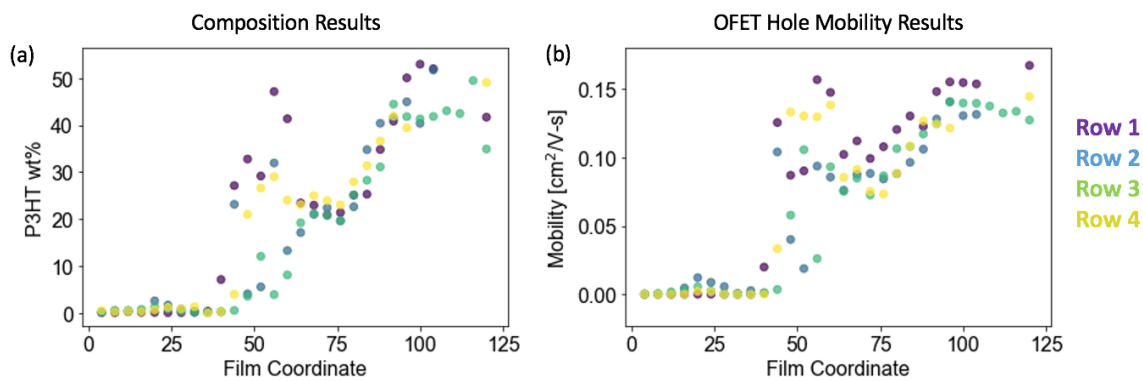 Composition Results
OFET Hole Mobility Results
(a)
P3HT wt%
50
40
30
20
10
0
0 25 50 75 100 125
Film Coordinate
(b)
Mobility [cm²/V-s]
0.15
0.10
0.05
0.00
0 25 50 75 100 125
Film Coordinate
Row 1
Row 2
Row 3
Row 4